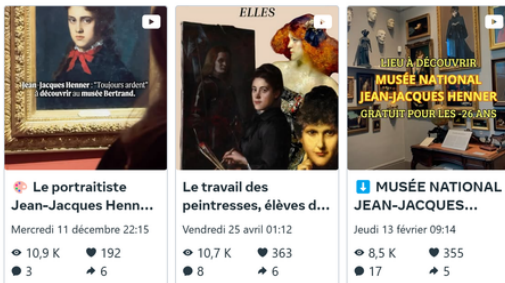 Jean-Jacques Henner : "Toujours ardent"
à découvrir au musée Bertrand.
🎨 Le portraitiste
Jean-Jacques Henn...
Mercredi 11 décembre 22:15
10,9 K 192
3 6
ELLES
Le travail des
peintresses, élèves d...
Vendredi 25 avril 01:12
10,7 K 363
8 6
LIEU A DÉCOUVRIR
MUSÉE NATIONAL
JEAN-JACQUES HENNER
GRATUIT POUR LES -26 ANS
⬇️ MUSÉE NATIONAL
JEAN-JACQUES...
Jeudi 13 février 09:14
8,5 K 355
17 5